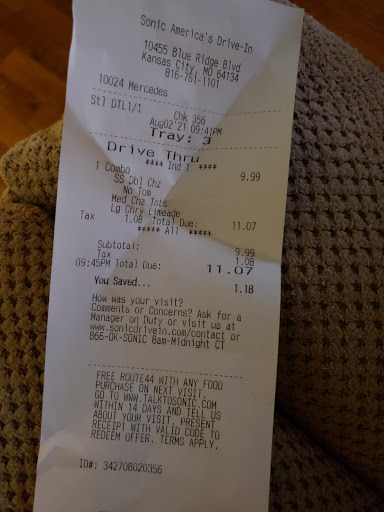 Sonic America's Drive-In
10455 Blue Ridge Blvd
Kansas City, MO 64134
816-761-1101
10024 Mercedes
Stl DTL1/1 Chk 356
Aug02'21 09:41PM
Tray: 3
Drive Thru
**** Ind 1 ****
1 Combo 9.99
SS Dbl Chz
No Tom
Med Chz Tots
Lg Chry Limeade
Tax 1.08 Total Due: 11.07
***** All *****
Subtotal: 9.99
Tax 1.08
09:45PM Total Due: 11.07
You Saved... 1.18
How was your visit?
Comments or Concerns? Ask for a
Manager on Duty or visit us at
www.sonicdrivein.com/contact or
866-OK-SONIC 8am-Midnight CT
FREE ROUTE44 WITH ANY FOOD
PURCHASE ON NEXT VISIT.
GO TO WWW.TALKTOSONIC.COM
WITHIN 14 DAYS AND TELL US
ABOUT YOUR VISIT. PRESENT
RECEIPT WITH VALID CODE TO
REDEEM OFFER. TERMS APPLY.
ID#: 342708020356